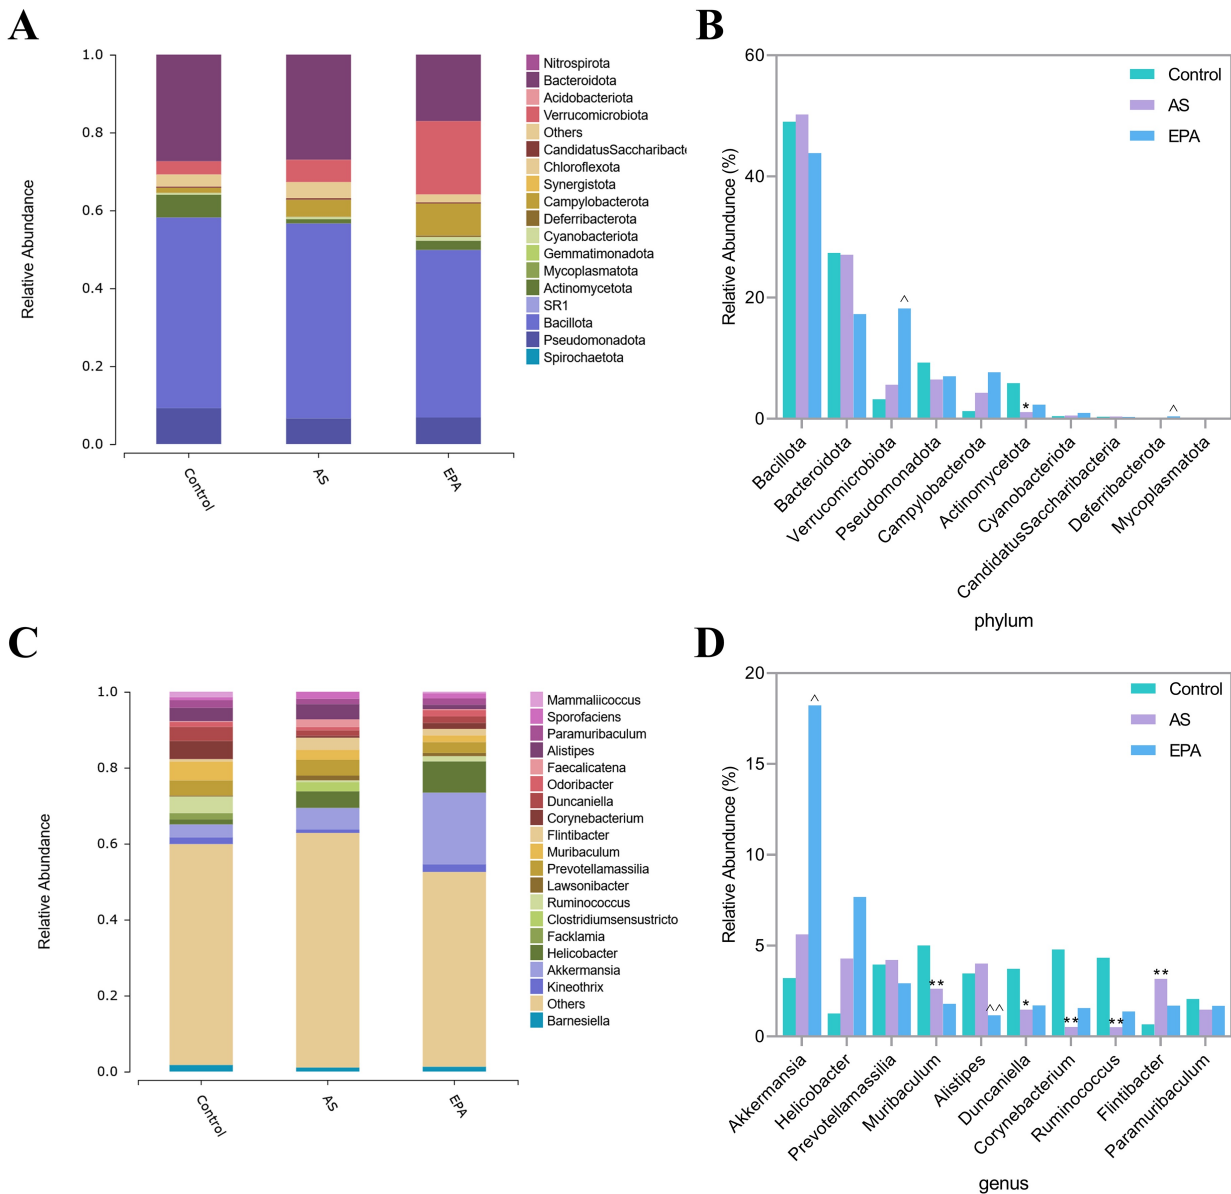 A
Relative Abundance
1.0
0.8
0.6
0.4
0.2
0.0
Control
AS
EPA
Nitrospirota
Bacteroidota
Acidobacteriota
Verrucomicrobiota
Others
CandidatusSaccharibacte
Chloroflexota
Synergistota
Campylobacterota
Deferribacterota
Cyanobacteriota
Gemmatimonadota
Mycoplasmatota
Actinomycetota
SR1
Bacillota
Pseudomonadota
Spirochaetota
B
Relative Abundunce (%)
60
40
20
0
Control
AS
EPA
^
*
^
Bacillota
Bacteroidota
Verrucomicrobiota
Pseudomonadota
Campylobacterota
Actinomycetota
Cyanobacteriota
CandidatusSaccharibacteria
Deferribacterota
Mycoplasmatota
phylum
C
Relative Abundance
1.0
0.8
0.6
0.4
0.2
0.0
Control
AS
EPA
Mammaliicoccus
Sporofaciens
Paramuribaculum
Alistipes
Faecalicatena
Odoribacter
Duncaniella
Corynebacterium
Flintibacter
Muribaculum
Prevotellamassilia
Lawsonibacter
Ruminococcus
Clostridiumsensustricto
Facklamia
Helicobacter
Akkermansia
Kineothrix
Others
Barnesiella
D
Relative Abundunce (%)
20
15
10
5
0
Control
AS
EPA
^
**
^^
*
**
**
**
Akkermansia
Helicobacter
Prevotellamassilia
Muribaculum
Alistipes
Duncaniella
Corynebacterium
Ruminococcus
Flintibacter
Paramuribaculum
genus